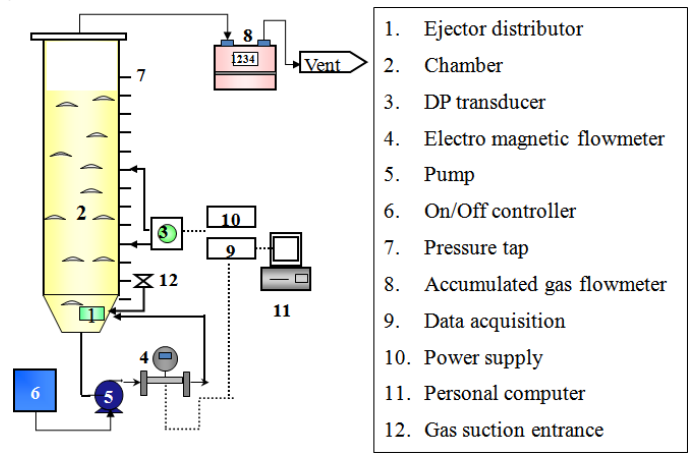 8
1234
Vent
7
2
3
10
9
12
1
11
4
6
5
1. Ejector distributor
2. Chamber
3. DP transducer
4. Electro magnetic flowmeter
5. Pump
6. On/Off controller
7. Pressure tap
8. Accumulated gas flowmeter
9. Data acquisition
10. Power supply
11. Personal computer
12. Gas suction entrance